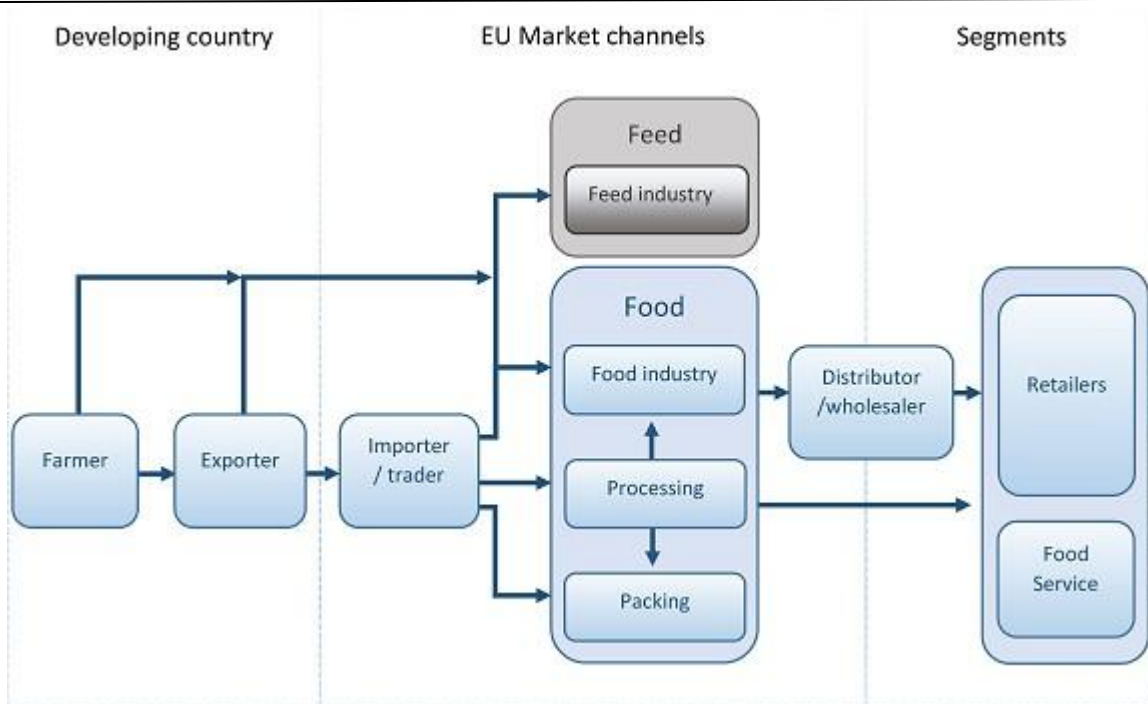 Developing country
EU Market channels
Segments
Feed
Feed industry
Food
Food industry
Distributor
/wholesaler
Retailers
Farmer
Exporter
Importer
/ trader
Processing
Food
Service
Packing